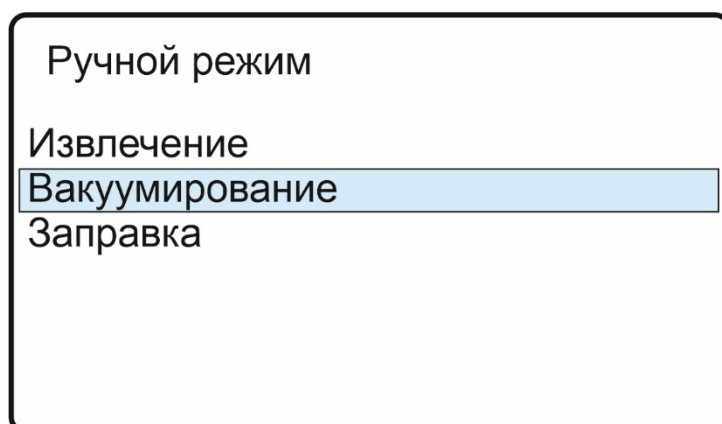 Ручной режим
Извлечение
Вакуумирование
Заправка